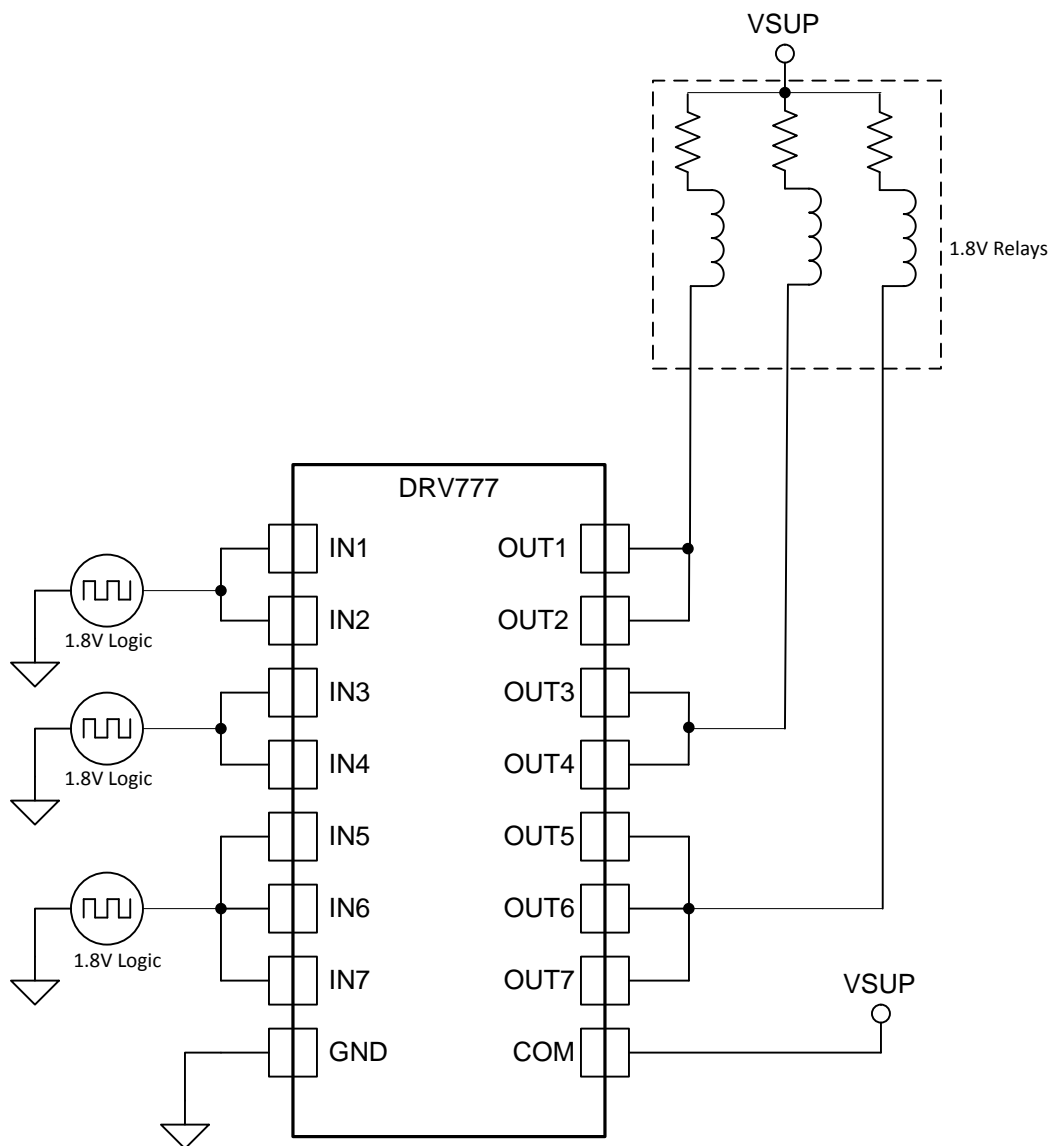 VSUP
1.8V Relays
DRV777
IN1
OUT1
1.8V Logic
IN2
OUT2
IN3
OUT3
1.8V Logic
IN4
OUT4
IN5
OUT5
IN6
OUT6
1.8V Logic
IN7
OUT7
VSUP
GND
COM